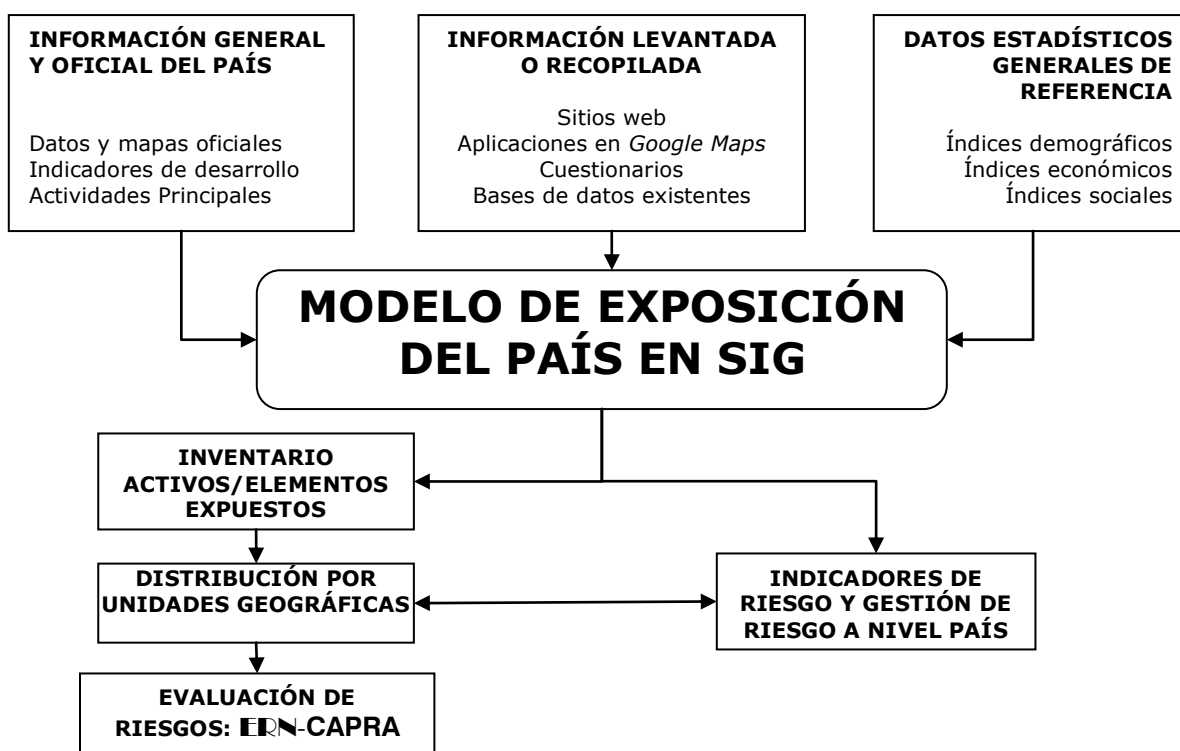 INFORMACIÓN GENERAL
Y OFICIAL DEL PAÍS
Datos y mapas oficiales
Indicadores de desarrollo
Actividades Principales
INFORMACIÓN LEVANTADA
O RECOPILADA
Sitios web
Aplicaciones en Google Maps
Cuestionarios
Bases de datos existentes
DATOS ESTADÍSTICOS
GENERALES DE
REFERENCIA
Índices demográficos
Índices económicos
Índices sociales
MODELO DE EXPOSICIÓN
DEL PAÍS EN SIG
INVENTARIO
ACTIVOS/ELEMENTOS
EXPUESTOS
DISTRIBUCIÓN POR
UNIDADES GEOGRÁFICAS
INDICADORES DE
RIESGO Y GESTIÓN DE
RIESGO A NIVEL PAÍS
EVALUACIÓN DE
RIESGOS: ERN-CAPRA